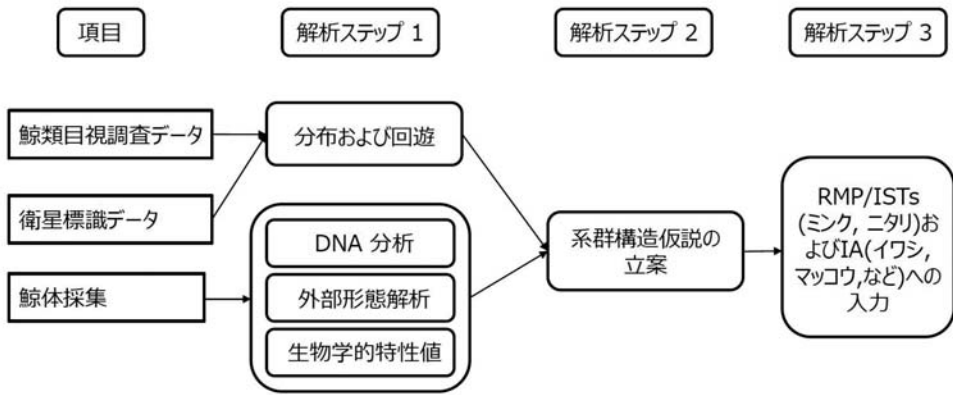 項目
解析ステップ 1
解析ステップ 2
解析ステップ 3
鯨類目視調査データ
衛星標識データ
鯨体採集
分布および回遊
DNA 分析
外部形態解析
生物学的特性値
系群構造仮説の
立案
RMP/ISTs
(ミンク, ニタリ)お
よびIA(イワシ,
マッコウ,など)への
入力